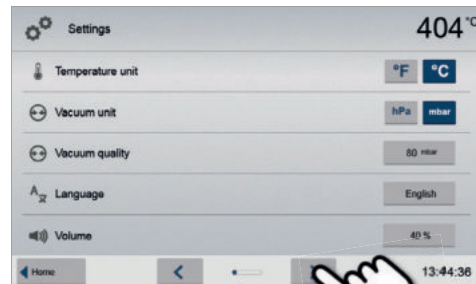 Settings 404 °C
Temperature unit °F °C
Vacuum unit hPa mbar
Vacuum quality 80 mbar
Language English
Volume 40 %
Home 13:44:36